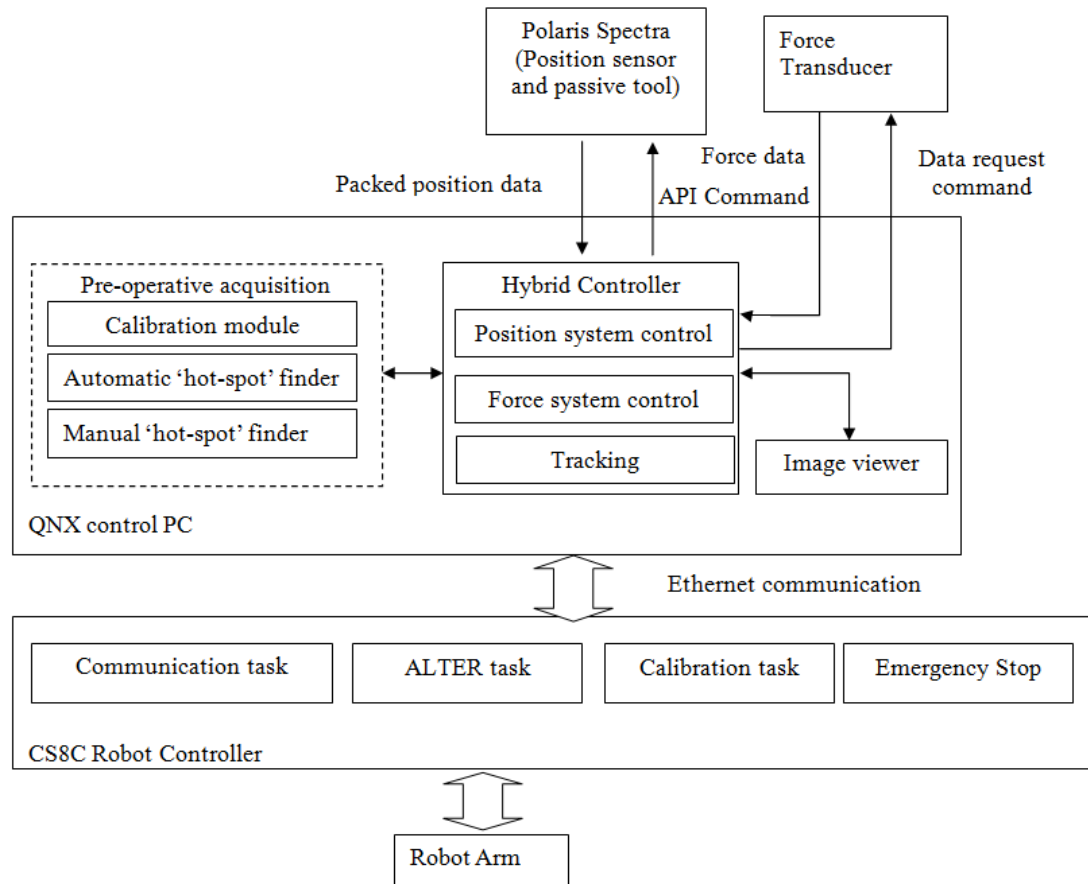 Polaris Spectra
(Position sensor
and passive tool)
Force
Transducer
Packed position data
Force data
API Command
Data request
command
Pre-operative acquisition
Calibration module
Automatic ‘hot-spot’ finder
Manual ‘hot-spot’ finder
Hybrid Controller
Position system control
Force system control
Tracking
Image viewer
QNX control PC
Ethernet communication
Communication task
ALTER task
Calibration task
Emergency Stop
CS8C Robot Controller
Robot Arm